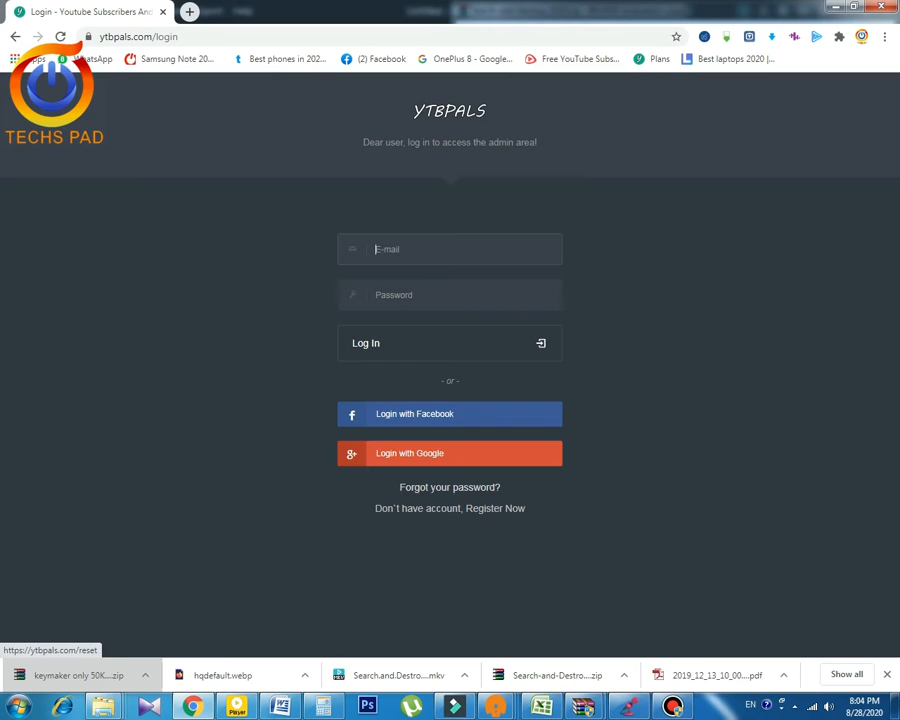 Login - Youtube Subscribers And
ytbpals.com/login
Apps
WhatsApp
Samsung Note 20...
Best phones in 202...
(2) Facebook
OnePlus 8 - Google...
Free YouTube Subs...
Plans
Best laptops 2020 |...
TECHS PAD
YTBPALS
Dear user, log in to access the admin area!
E-mail
Password
Log In
- or -
Login with Facebook
Login with Google
Forgot your password?
Don`t have account, Register Now
https://ytbpals.com/reset
keymaker only 50K....zip
hqdefault.webp
Search.and.Destro....mkv
Search-and-Destro....zip
2019_12_13_10_00....pdf
Show all
Player
Ps
EN
8:04 PM
8/28/2020